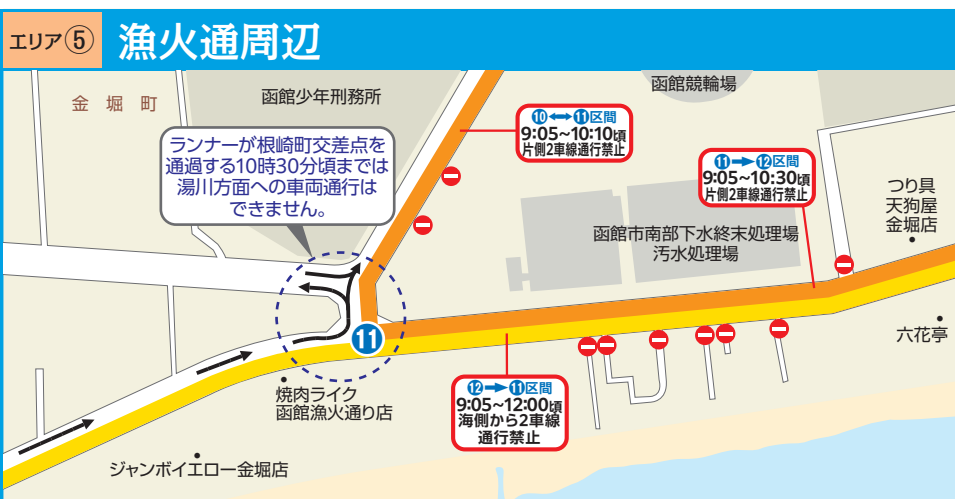 エリア⑤ 漁火通周辺
金堀町
函館少年刑務所
函館競輪場
ランナーが根崎町交差点を
通過する10時30分頃までは
湯川方面への車両通行は
できません。
⑩↔⑪区間
9:05~10:10頃
片側2車線通行禁止
⑪➡⑫区間
9:05~10:30頃
片側2車線通行禁止
つり具
天狗屋
金堀店
函館市南部下水終末処理場
汚水処理場
⑪
六花亭
⑫➡⑪区間
9:05~12:00頃
海側から2車線
通行禁止
焼肉ライク
函館漁火通り店
ジャンボイエロー金堀店